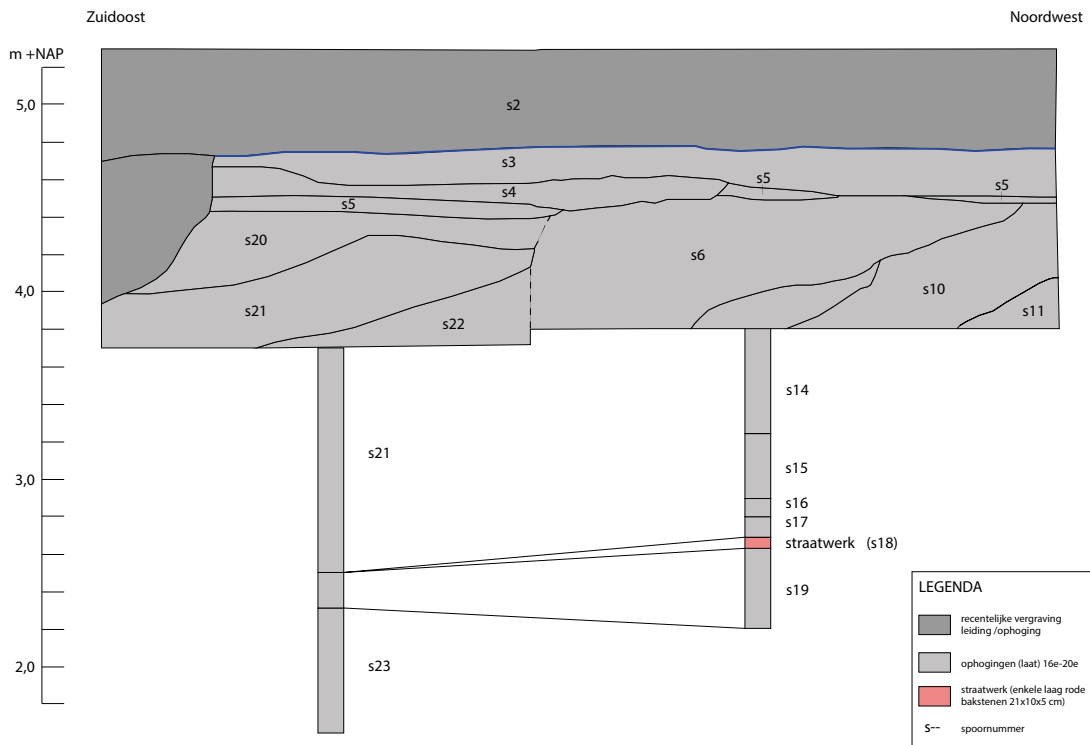 Zuidoost
Noordwest
m +NAP
5,0
4,0
3,0
2,0
s2
s3
s4
s5
s5
s5
s20
s6
s21
s22
s10
s11
s14
s21
s15
s16
s17
straatwerk (s18)
s19
s23
LEGENDA
recentelijke vergraving
leiding /ophoging
ophogingen (laat) 16e-20e
straatwerk (enkele laag rode
bakstenen 21x10x5 cm)
s-- spoornummer